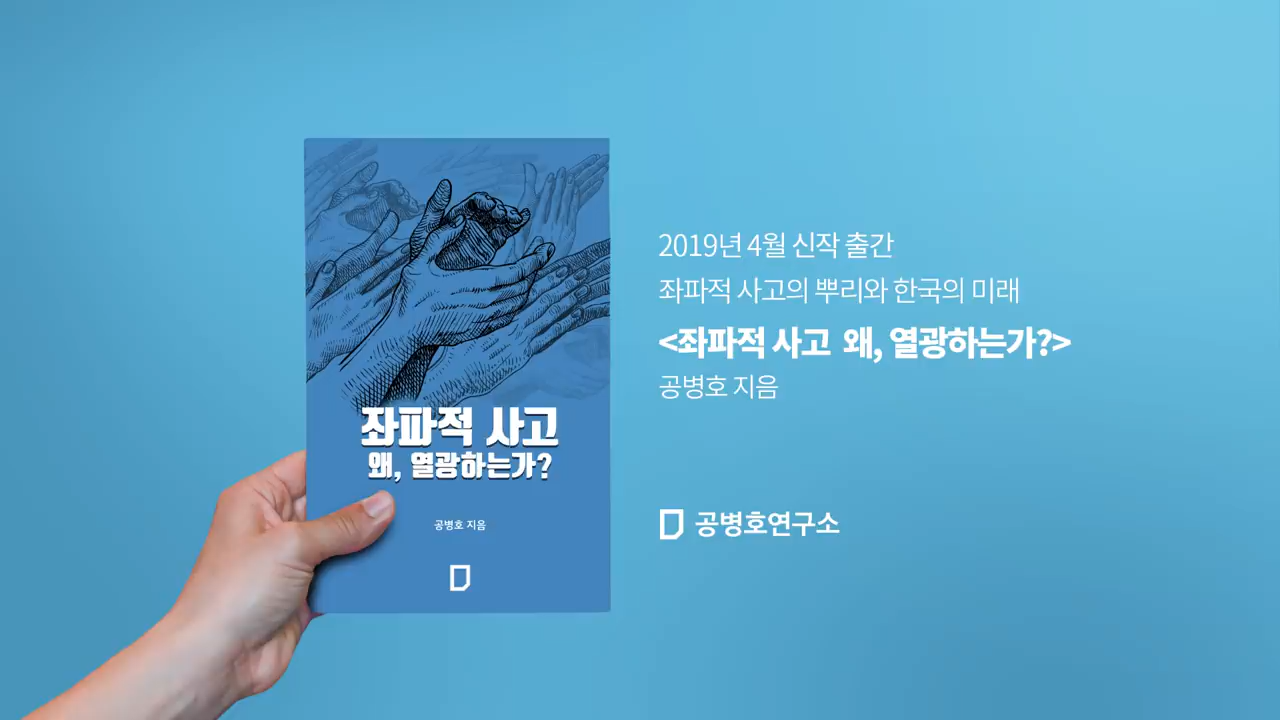 좌파적 사고
왜, 열광하는가?
공병호 지음
2019년 4월 신작 출간
좌파적 사고의 뿌리와 한국의 미래
<좌파적 사고 왜, 열광하는가?>
공병호 지음
공병호연구소